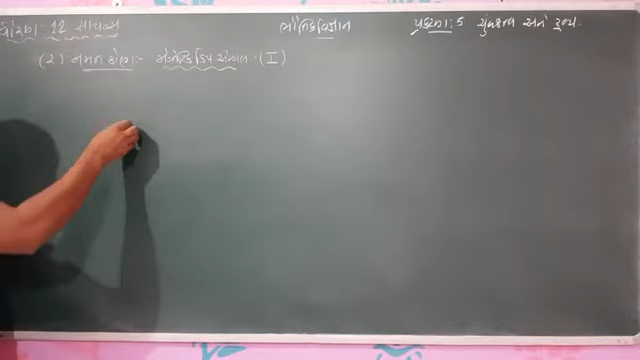 ધોરણ : 12 સાયન્સ ભૌતિકવિજ્ઞાન પ્રકરણ : 5 ચુંબકત્વ અને દ્રવ્ય.
(2) નમન કોણ :- મેગ્નેટિક ડિપ એંગલ - (I)